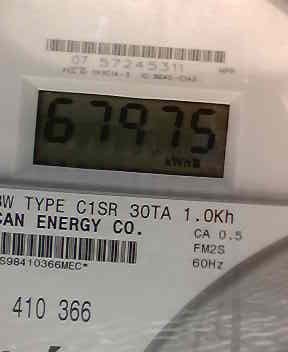 07 57245311
67975
kWh
W TYPE C1SR 30TA 1.0Kh
CAN ENERGY CO.
CA 0.5
FM2S
60Hz
S98410366MEC*
410 366